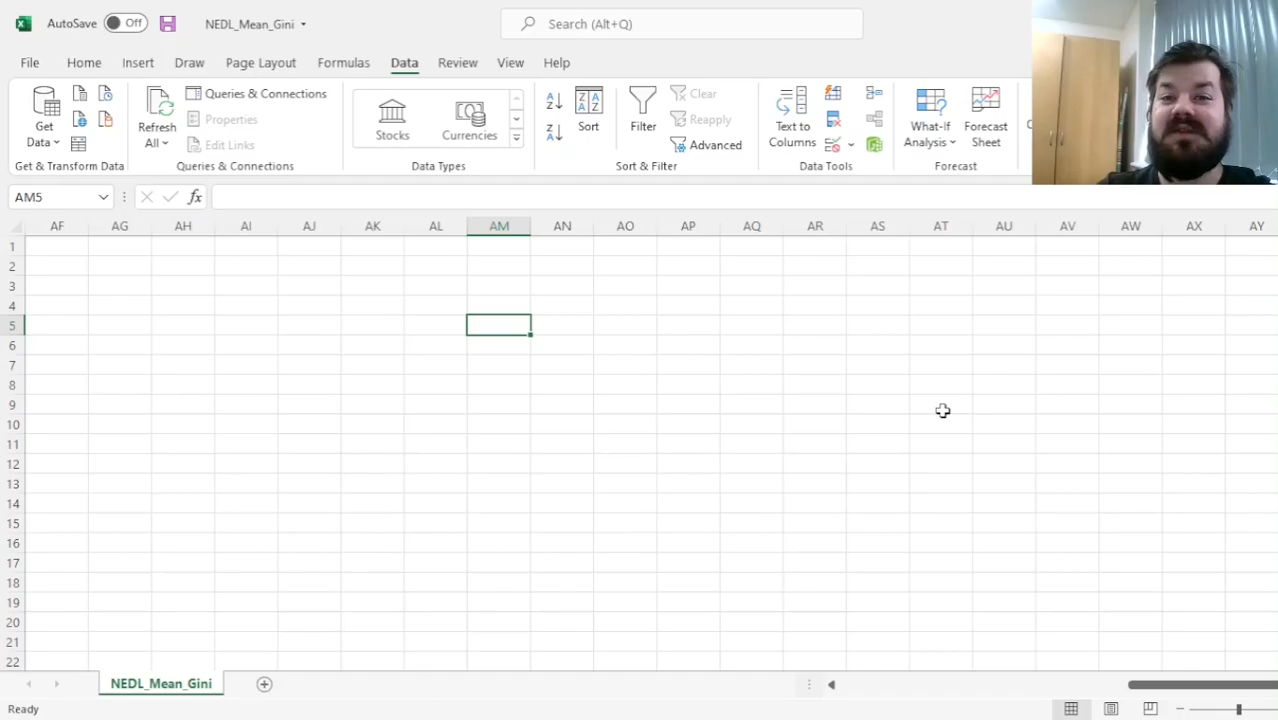 AutoSave Off NEDL_Mean_Gini Search (Alt+Q)
File Home Insert Draw Page Layout Formulas Data Review View Help
Get Data
Refresh All
Queries & Connections
Properties
Edit Links
Stocks
Currencies
Sort
Filter
Clear
Reapply
Advanced
Text to Columns
What-If Analysis
Forecast Sheet
Get & Transform Data Queries & Connections Data Types Sort & Filter Data Tools Forecast
AM5 fx
AF AG AH AI AJ AK AL AM AN AO AP AQ AR AS AT AU AV AW AX AY
1
2
3
4
5
6
7
8
9
10
11
12
13
14
15
16
17
18
19
20
21
22
NEDL_Mean_Gini
Ready